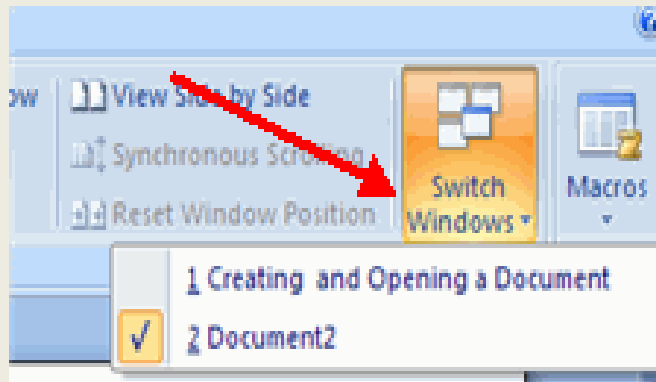 ow
View Side by Side
Synchronous Scrolling
Reset Window Position
Switch
Windows
Macros
1 Creating and Opening a Document
2 Document2